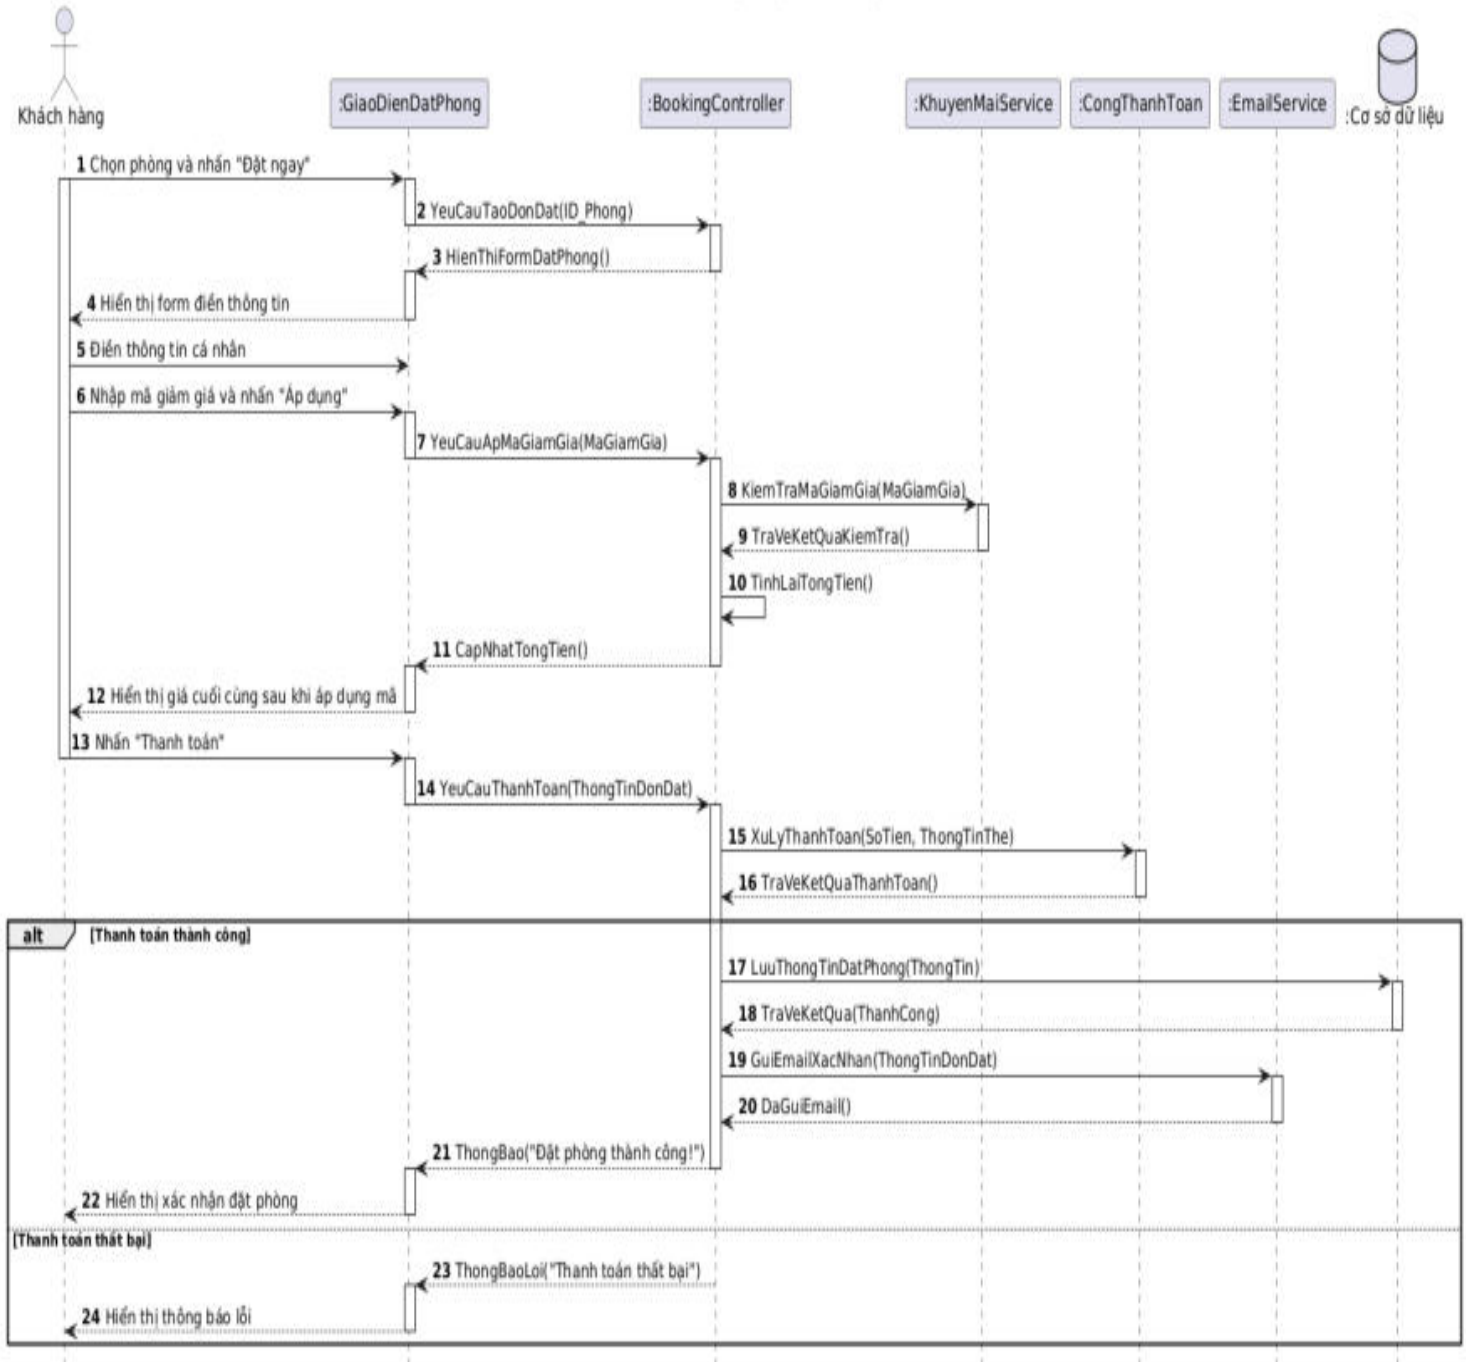 Khách hàng
:GiaoDienDatPhong
:BookingController
:KhuyenMaiService
:CongThanhToan
:EmailService
:Cơ sở dữ liệu
1 Chọn phòng và nhấn "Đặt ngay"
2 YeuCauTaoDonDat(ID_Phong)
3 HienThiFormDatPhong()
4 Hiển thị form điền thông tin
5 Điền thông tin cá nhân
6 Nhập mã giảm giá và nhấn "Áp dụng"
7 YeuCauApMaGiamGia(MaGiamGia)
8 KiemTraMaGiamGia(MaGiamGia)
9 TraVeKetQuaKiemTra()
10 TinhLaiTongTien()
11 CapNhatTongTien()
12 Hiển thị giá cuối cùng sau khi áp dụng mã
13 Nhấn "Thanh toán"
14 YeuCauThanhToan(ThongTinDonDat)
15 XuLyThanhToan(SoTien, ThongTinThe)
16 TraVeKetQuaThanhToan()
alt [Thanh toán thành công]
17 LuuThongTinDatPhong(ThongTin)
18 TraVeKetQua(ThanhCong)
19 GuiEmailXacNhan(ThongTinDonDat)
20 DaGuiEmail()
21 ThongBao("Đặt phòng thành công!")
22 Hiển thị xác nhận đặt phòng
[Thanh toán thất bại]
23 ThongBaoLoi("Thanh toán thất bại")
24 Hiển thị thông báo lỗi